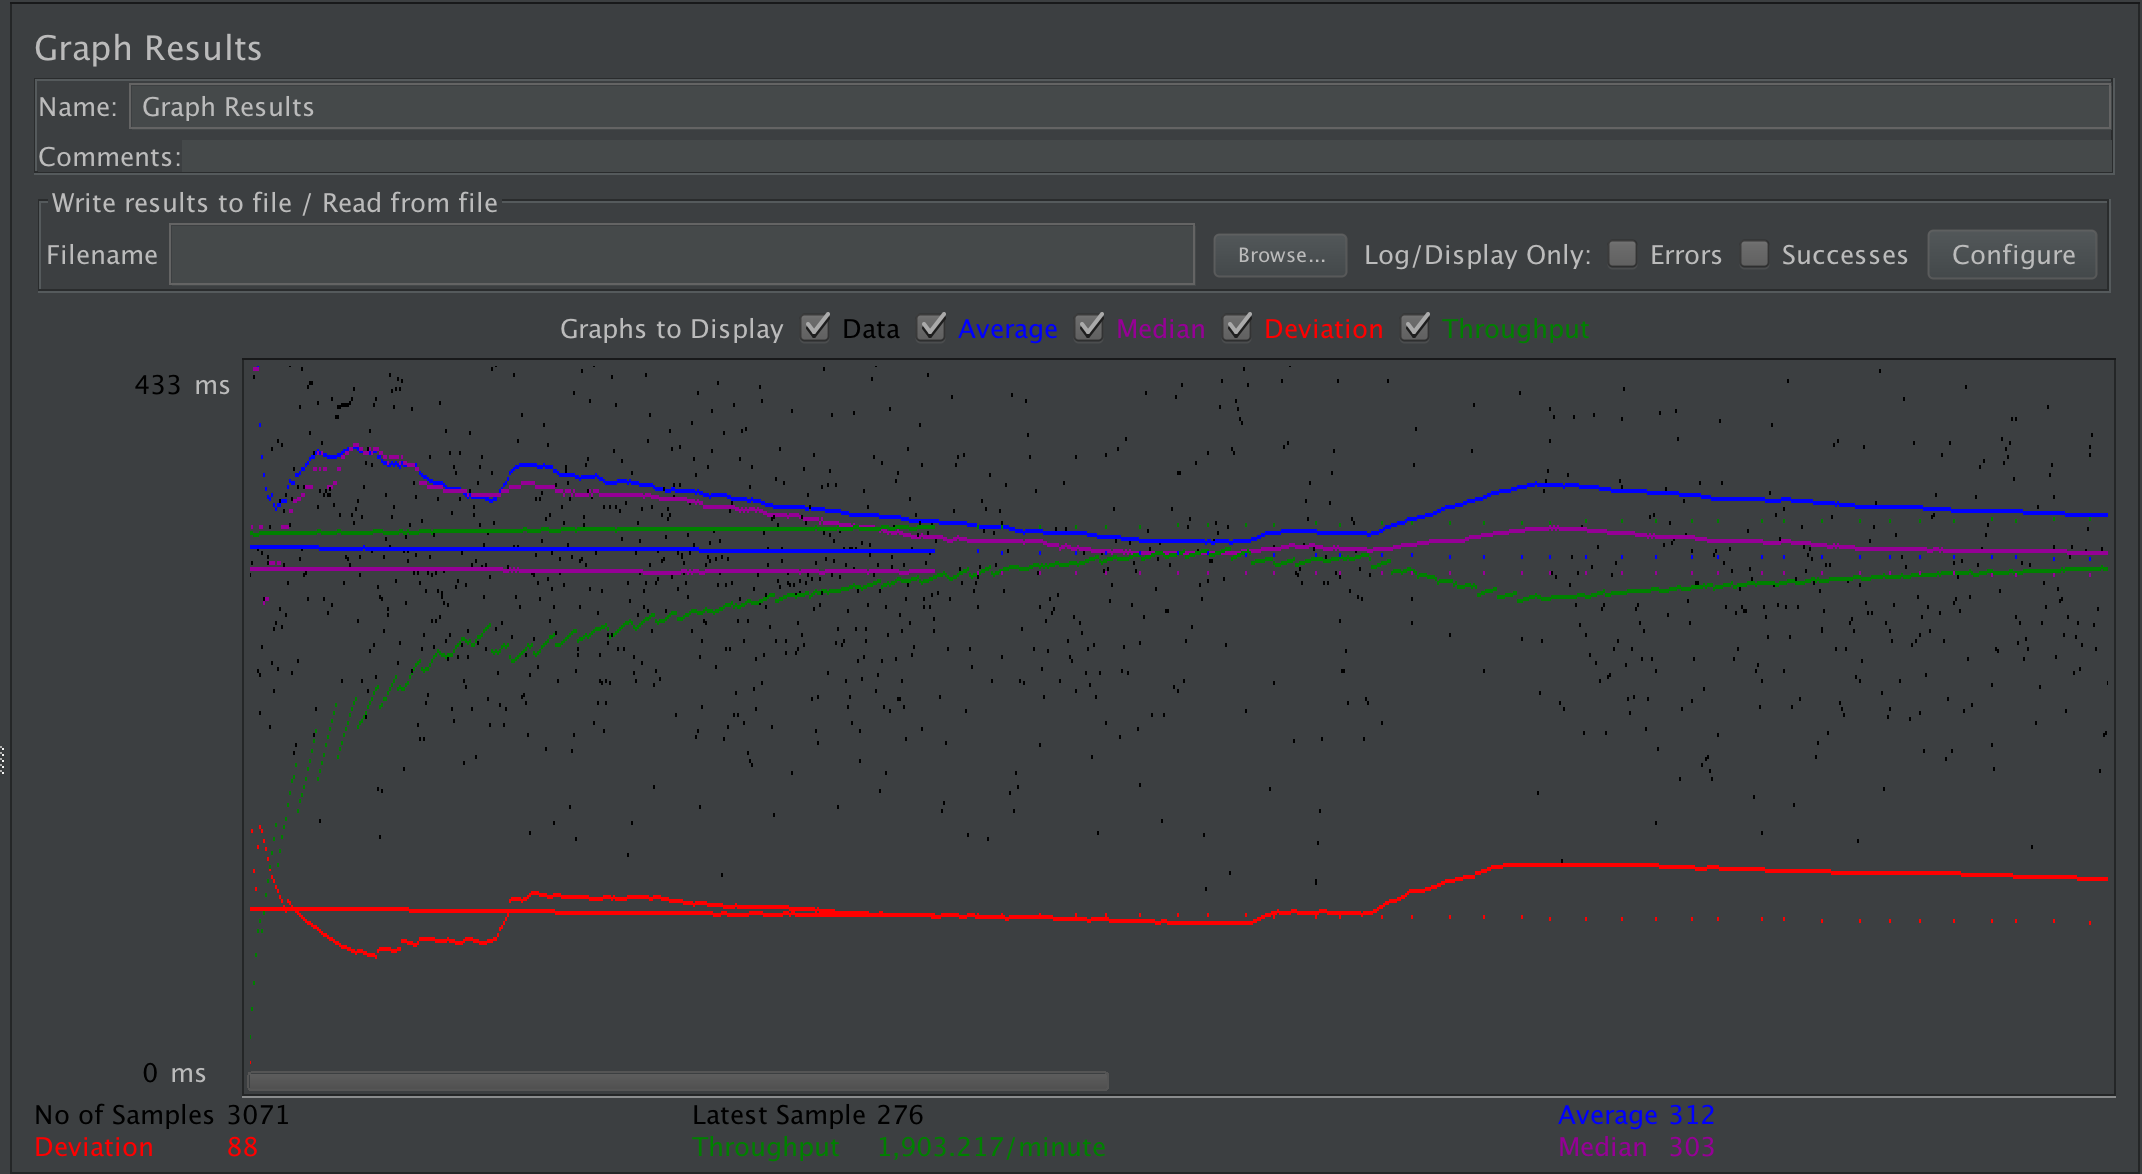 Graph Results
Name: Graph Results
Comments:
Write results to file / Read from file
Filename Browse... Log/Display Only: Errors Successes Configure
Graphs to Display Data Average Median Deviation Throughput
433 ms
0 ms
No of Samples 3071 Latest Sample 276 Average 312
Deviation 88 Throughput 1,903.217/minute Median 303